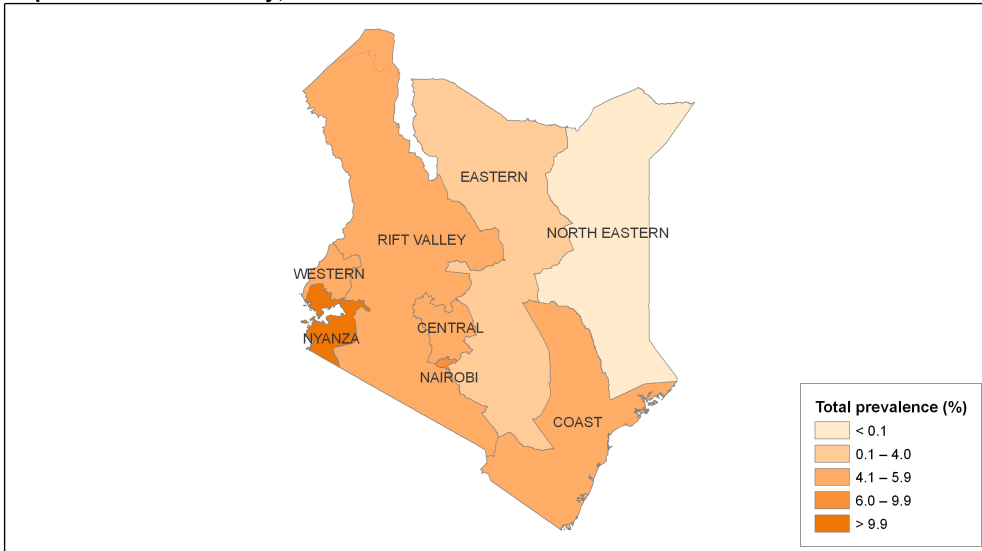 EASTERN
NORTH EASTERN
RIFT VALLEY
WESTERN
CENTRAL
NYANZA
NAIROBI
COAST
Total prevalence (%)
< 0.1
0.1 – 4.0
4.1 – 5.9
6.0 – 9.9
> 9.9